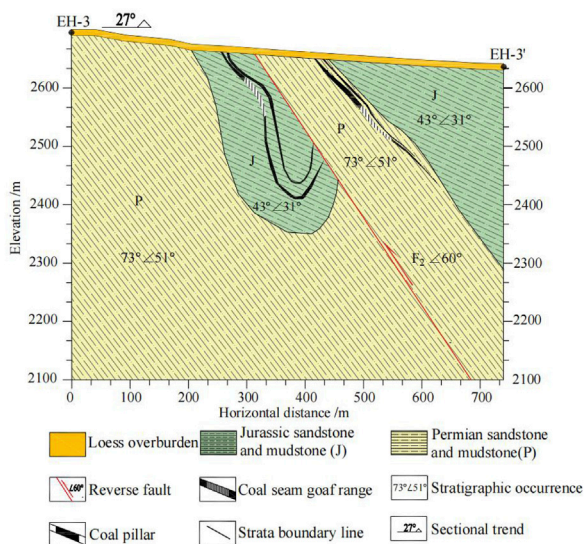 EH-3
27°
EH-3'
2600
2500
2400
2300
2200
2100
2600
2500
2400
2300
2200
2100
Elevation /m
J
43°∠31°
P
73°∠51°
J
43°∠31°
P
73°∠51°
F₂ ∠60°
0 100 200 300 400 500 600 700
Horizontal distance /m
Loess overburden
Jurassic sandstone
and mudstone (J)
Permian sandstone
and mudstone(P)
∠60°
Reverse fault
Coal seam goaf range
73°∠51°
Stratigraphic occurrence
Coal pillar
Strata boundary line
27°
Sectional trend